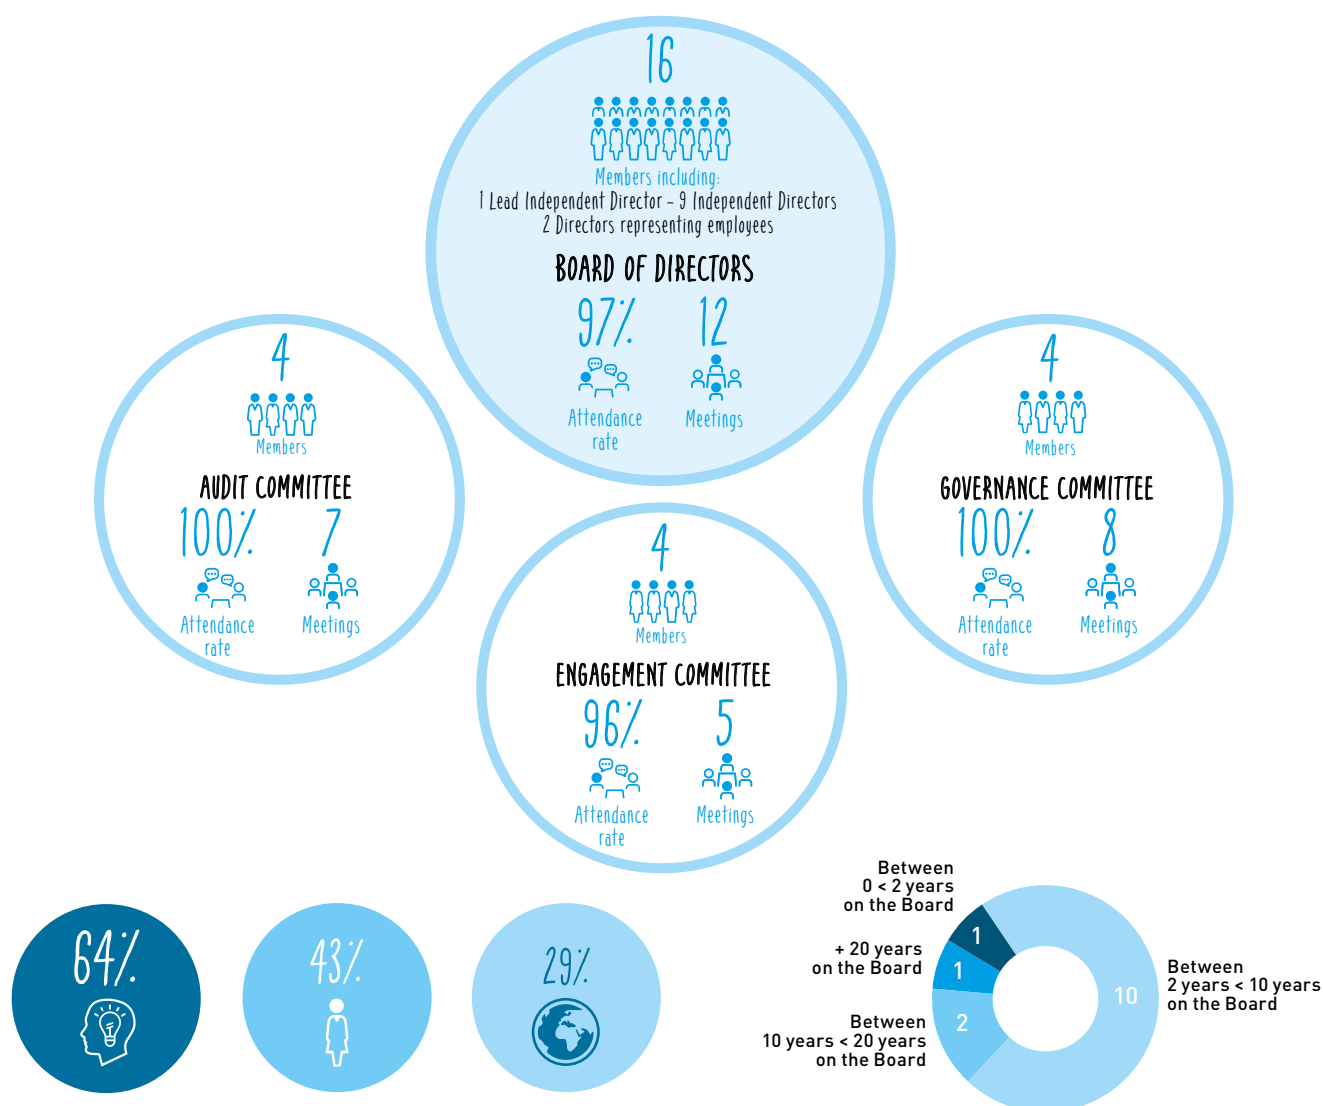 16
Members including:
1 Lead Independent Director – 9 Independent Directors
2 Directors representing employees
BOARD OF DIRECTORS
97% 12
Attendance rate
Meetings
4
Members
AUDIT COMMITTEE
100% 7
Attendance
rate
Meetings
4
Members
GOVERNANCE COMMITTEE
100% 8
Attendance
rate
Meetings
4
Members
ENGAGEMENT COMMITTEE
96% 5
Attendance
rate
Meetings
64%
43%
29%
Between
0 < 2 years
on the Board
1
+ 20 years
on the Board
1
Between
10 years < 20 years
on the Board
2
10
Between
2 years < 10 years
on the Board